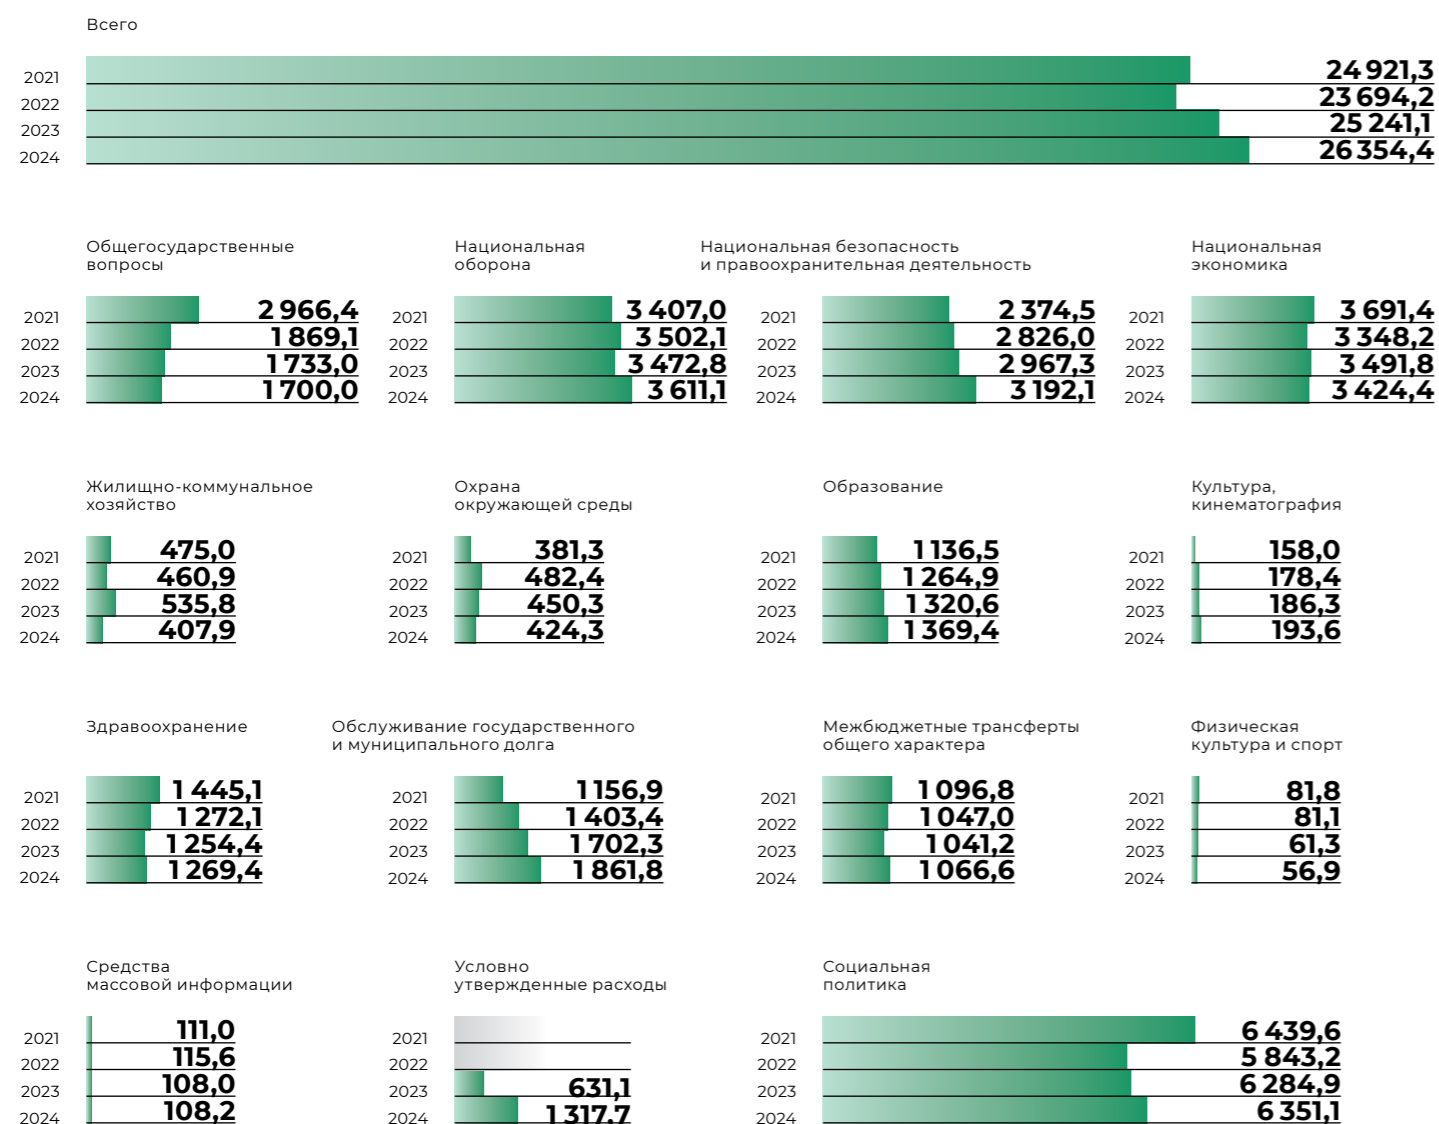 Всего
2021 24 921,3
2022 23 694,2
2023 25 241,1
2024 26 354,4
Общегосударственные
вопросы
2021 2 966,4
2022 1 869,1
2023 1 733,0
2024 1 700,0
Национальная
оборона
2021 3 407,0
2022 3 502,1
2023 3 472,8
2024 3 611,1
Национальная безопасность
и правоохранительная деятельность
2021 2 374,5
2022 2 826,0
2023 2 967,3
2024 3 192,1
Национальная
экономика
2021 3 691,4
2022 3 348,2
2023 3 491,8
2024 3 424,4
Жилищно-коммунальное
хозяйство
2021 475,0
2022 460,9
2023 535,8
2024 407,9
Охрана
окружающей среды
2021 381,3
2022 482,4
2023 450,3
2024 424,3
Образование
2021 1 136,5
2022 1 264,9
2023 1 320,6
2024 1 369,4
Культура,
кинематография
2021 158,0
2022 178,4
2023 186,3
2024 193,6
Здравоохранение
2021 1 445,1
2022 1 272,1
2023 1 254,4
2024 1 269,4
Обслуживание государственного
и муниципального долга
2021 1 156,9
2022 1 403,4
2023 1 702,3
2024 1 861,8
Межбюджетные трансферты
общего характера
2021 1 096,8
2022 1 047,0
2023 1 041,2
2024 1 066,6
Физическая
культура и спорт
2021 81,8
2022 81,1
2023 61,3
2024 56,9
Средства
массовой информации
2021 111,0
2022 115,6
2023 108,0
2024 108,2
Условно
утвержденные расходы
2021
2022
2023 631,1
2024 1 317,7
Социальная
политика
2021 6 439,6
2022 5 843,2
2023 6 284,9
2024 6 351,1